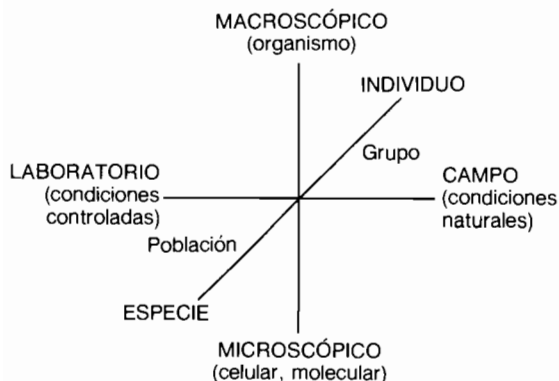 MACROSCÓPICO
(organismo)
INDIVIDUO
Grupo
LABORATORIO
(condiciones
controladas)
CAMPO
(condiciones
naturales)
Población
ESPECIE
MICROSCÓPICO
(celular, molecular)